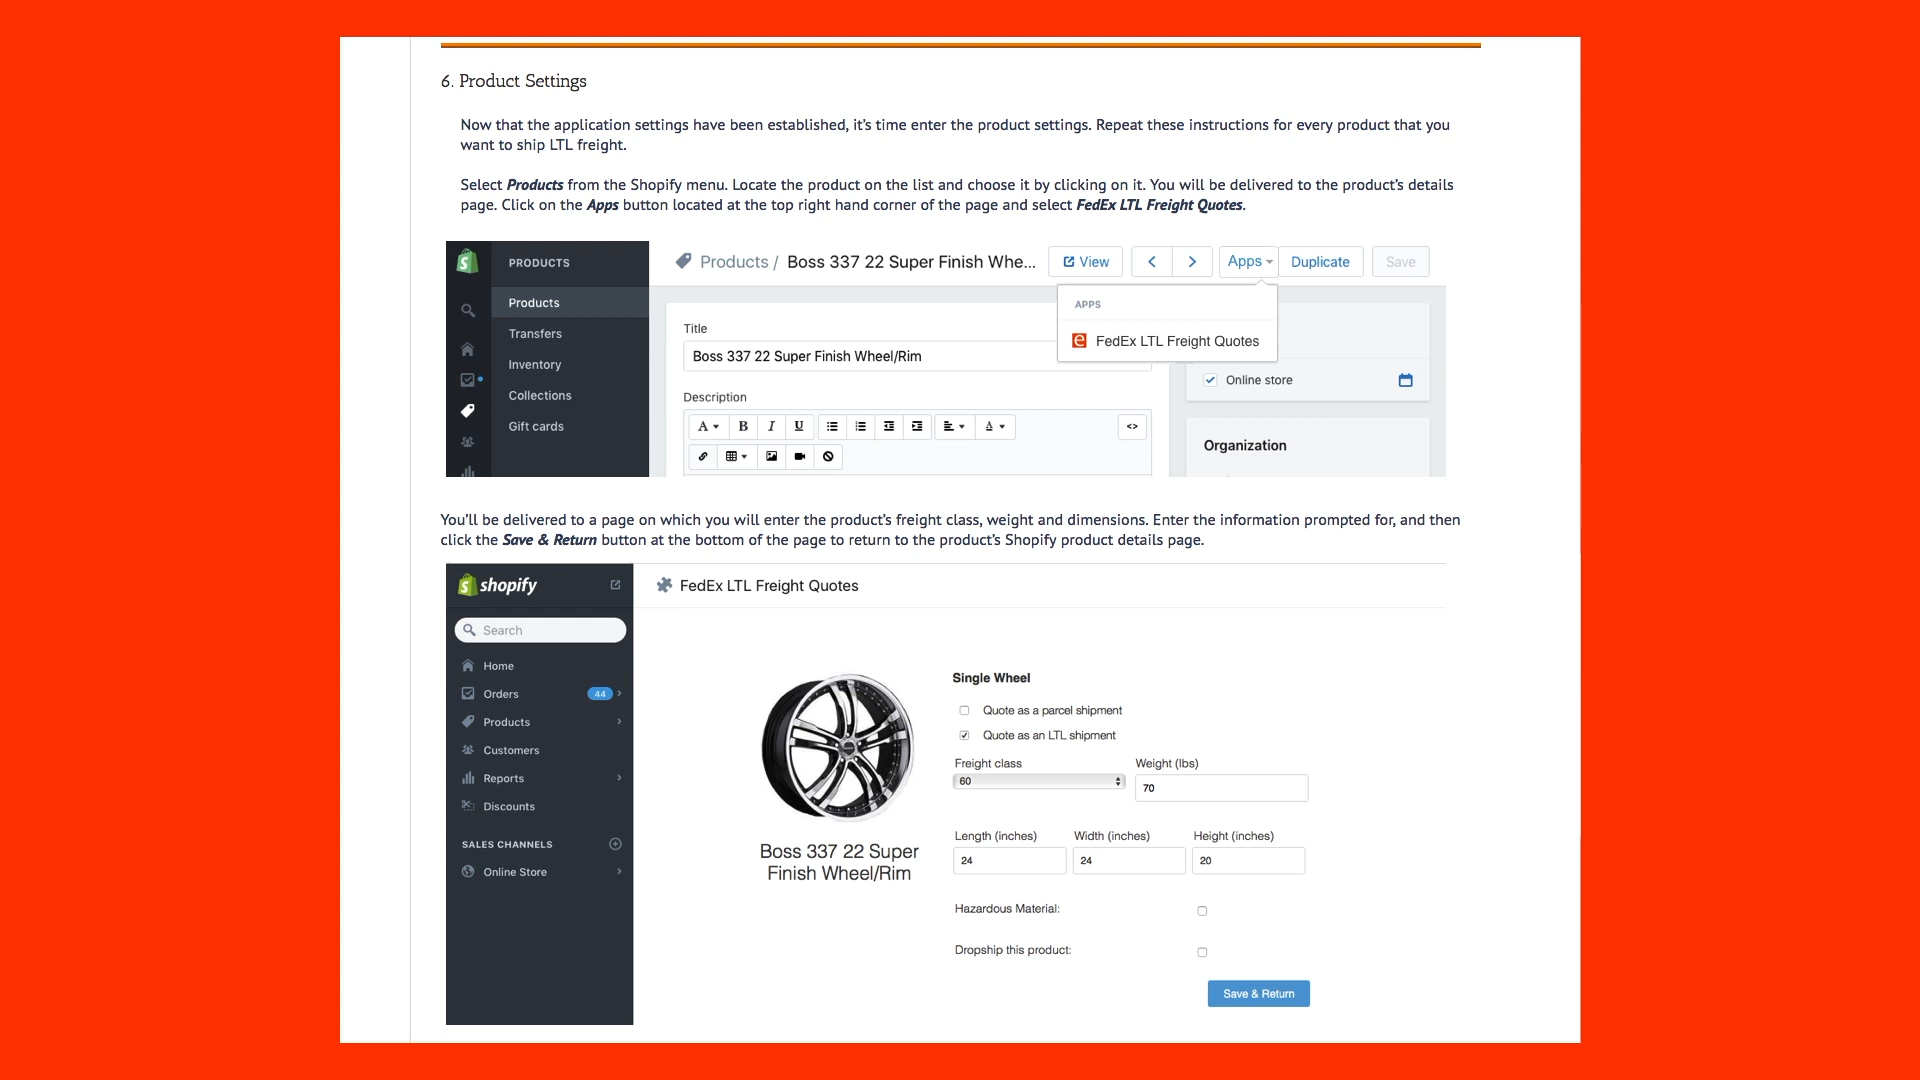 6. Product Settings
Now that the application settings have been established, it's time enter the product settings. Repeat these instructions for every product that you
want to ship LTL freight.
Select Products from the Shopify menu. Locate the product on the list and choose it by clicking on it. You will be delivered to the product's details
page. Click on the Apps button located at the top right hand corner of the page and select FedEx LTL Freight Quotes.
PRODUCTS
Products
Transfers
Inventory
Collections
Gift cards
Products / Boss 337 22 Super Finish Whe...
View
Apps
Duplicate
Save
APPS
FedEx LTL Freight Quotes
Title
Boss 337 22 Super Finish Wheel/Rim
Description
A B I U A
Online store
Organization
You'll be delivered to a page on which you will enter the product's freight class, weight and dimensions. Enter the information prompted for, and then
click the Save & Return button at the bottom of the page to return to the product's Shopify product details page.
shopify
Search
Home
Orders 44
Products
Customers
Reports
Discounts
SALES CHANNELS
Online Store
FedEx LTL Freight Quotes
Boss 337 22 Super
Finish Wheel/Rim
Single Wheel
Quote as a parcel shipment
Quote as an LTL shipment
Freight class Weight (lbs)
60 70
Length (inches) Width (inches) Height (inches)
24 24 20
Hazardous Material:
Dropship this product:
Save & Return